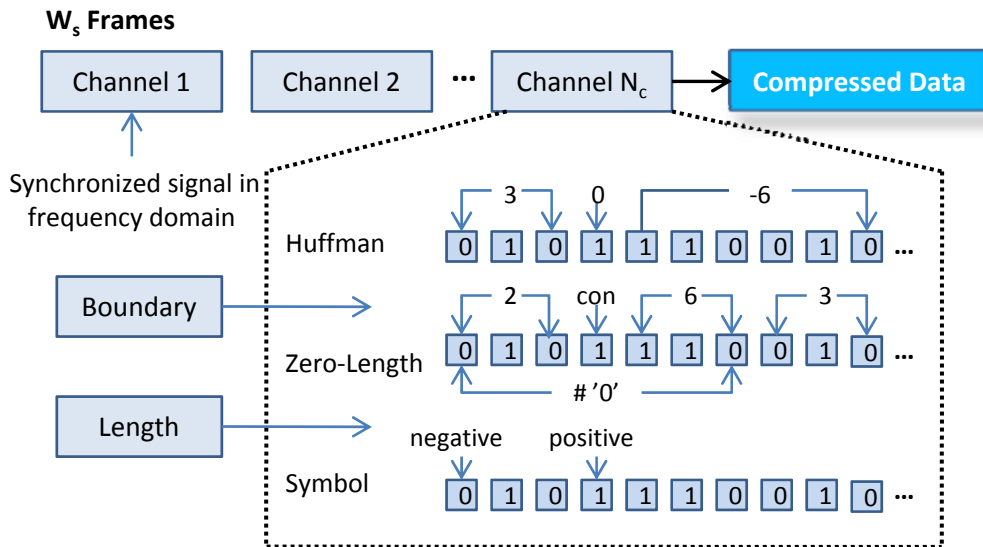 W_s Frames
Channel 1 Channel 2 ... Channel N_c Compressed Data
Synchronized signal in
frequency domain
3 0 -6
Huffman 0 1 0 1 1 1 0 0 1 0 ...
Boundary 2 con 6 3
Zero-Length 0 1 0 1 1 1 0 0 1 0 ...
# '0'
Length
negative positive
Symbol 0 1 0 1 1 1 0 0 1 0 ...